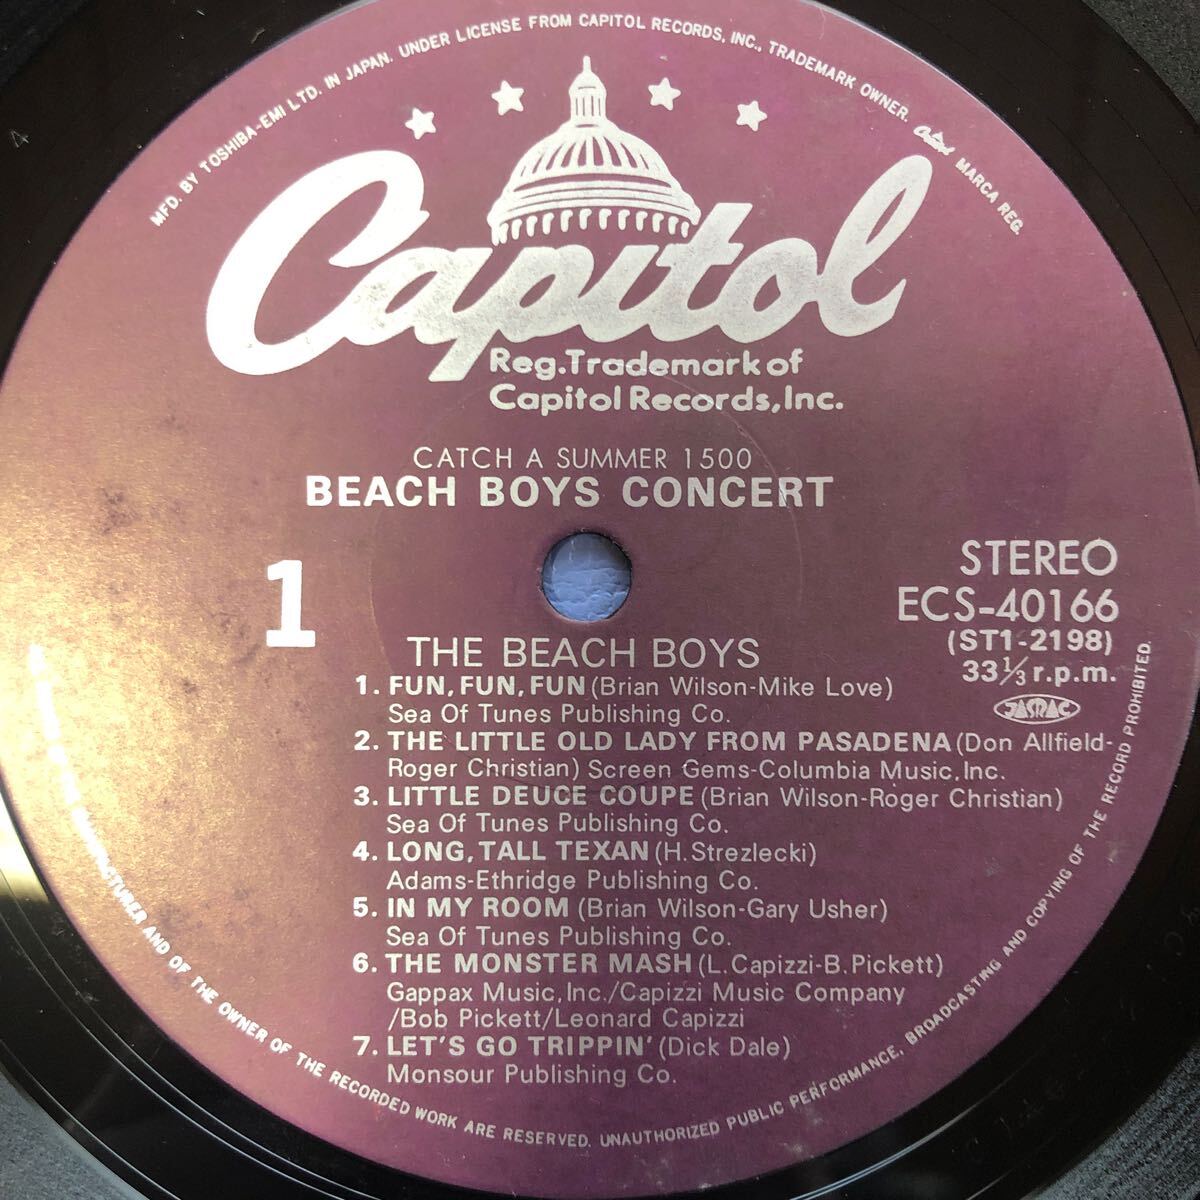 MFD. BY TOSHIBA-EMI LTD. IN JAPAN. UNDER LICENSE FROM CAPITOL RECORDS, INC., TRADEMARK OWNER. Capitol MARCA REG.
Capitol
Reg.Trademark of
Capitol Records,Inc.
CATCH A SUMMER 1500
BEACH BOYS CONCERT
1
STEREO
ECS-40166
(ST1-2198)
33⅓ r.p.m.
JASRAC
THE BEACH BOYS
1. FUN, FUN, FUN (Brian Wilson-Mike Love)
Sea Of Tunes Publishing Co.
2. THE LITTLE OLD LADY FROM PASADENA (Don Allfield-
Roger Christian) Screen Gems-Columbia Music,Inc.
3. LITTLE DEUCE COUPE (Brian Wilson-Roger Christian)
Sea Of Tunes Publishing Co.
4. LONG, TALL TEXAN (H.Strezlecki)
Adams-Ethridge Publishing Co.
5. IN MY ROOM (Brian Wilson-Gary Usher)
Sea Of Tunes Publishing Co.
6. THE MONSTER MASH (L.Capizzi-B.Pickett)
Gappax Music,Inc./Capizzi Music Company
/Bob Pickett/Leonard Capizzi
7. LET'S GO TRIPPIN' (Dick Dale)
Monsour Publishing Co.
MANUFACTURER AND OF THE OWNER OF THE RECORDED WORK ARE RESERVED. UNAUTHORIZED PUBLIC PERFORMANCE, BROADCASTING AND COPYING OF THE RECORD PROHIBITED.